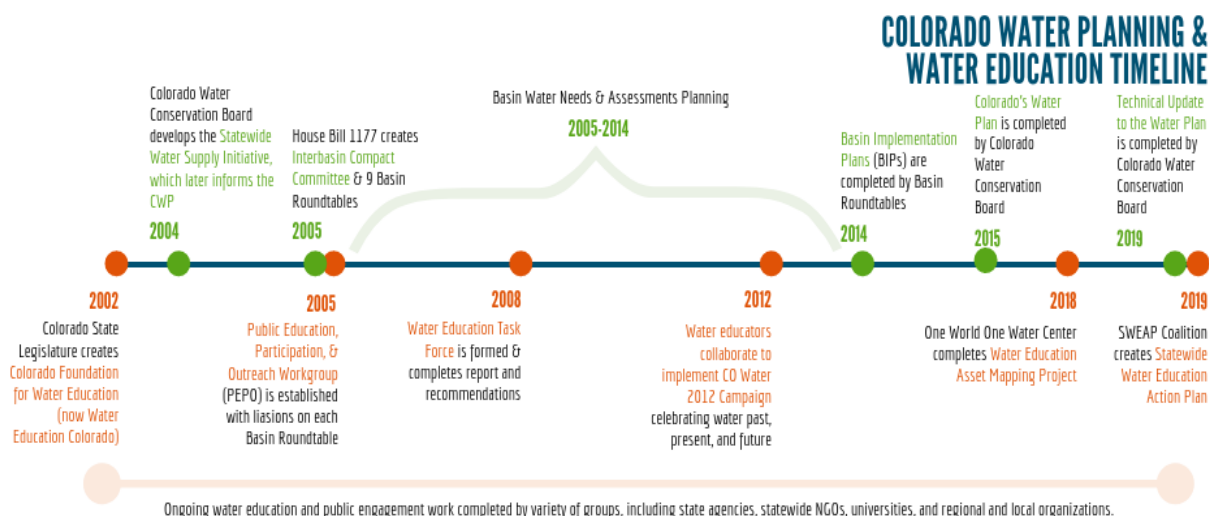 COLORADO WATER PLANNING &
WATER EDUCATION TIMELINE
Colorado Water
Conservation Board
develops the Statewide
Water Supply Initiative,
which later informs the
CWP
2004
House Bill 1177 creates
Interbasin Compact
Committee & 9 Basin
Roundtables
2005
Basin Water Needs & Assessments Planning
2005-2014
Basin Implementation
Plans (BIPs) are
completed by Basin
Roundtables
2014
Colorado's Water
Plan is completed
by Colorado
Water
Conservation
Board
2015
Technical Update
to the Water Plan
is completed by
Colorado Water
Conservation
Board
2019
2002
Colorado State
Legislature creates
Colorado Foundation
for Water Education
(now Water
Education Colorado)
2005
Public Education,
Participation, &
Outreach Workgroup
(PEPO) is established
with liasions on each
Basin Roundtable
2008
Water Education Task
Force is formed &
completes report and
recommendations
2012
Water educators
collaborate to
implement CO Water
2012 Campaign
celebrating water past,
present, and future
2018
One World One Water Center
completes Water Education
Asset Mapping Project
2019
SWEAP Coalition
creates Statewide
Water Education
Action Plan
Ongoing water education and public engagement work completed by variety of groups, including state agencies, statewide NGOs, universities, and regional and local organizations.